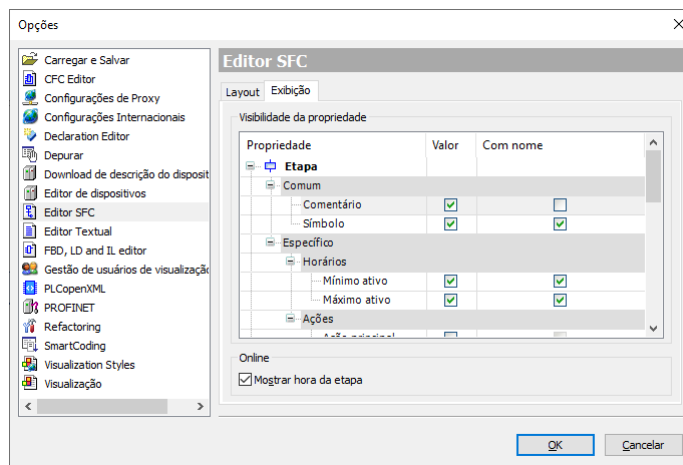 Opções
Carregar e Salvar
CFC Editor
Configurações de Proxy
Configurações Internacionais
Declaration Editor
Depurar
Download de descrição do disposit
Editor de dispositivos
Editor SFC
Editor Textual
FBD, LD and IL editor
Gestão de usuários de visualizaçã
PLCopenXML
PROFINET
Refactoring
SmartCoding
Visualization Styles
Visualização
Editor SFC
Layout Exibição
Visibilidade da propriedade
Propriedade Valor Com nome
Etapa
Comum
Comentário
Símbolo
Específico
Horários
Mínimo ativo
Máximo ativo
Ações
Ação principal
Online
Mostrar hora da etapa
OK Cancelar